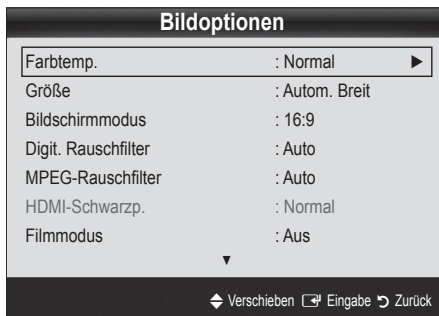 Bildoptionen
Farbtemp. : Normal ►
Größe : Autom. Breit
Bildschirmmodus : 16:9
Digit. Rauschfilter : Auto
MPEG-Rauschfilter : Auto
HDMI-Schwarzp. : Normal
Filmmodus : Aus
▼
Verschieben Eingabe Zurück